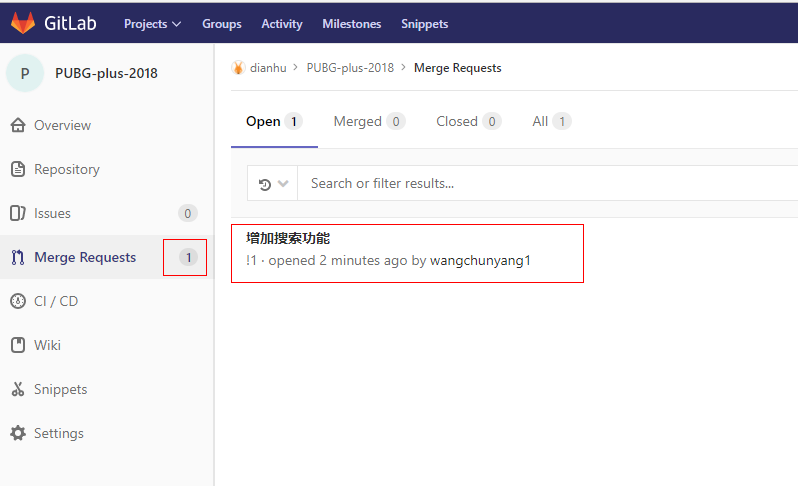 GitLab Projects Groups Activity Milestones Snippets
P PUBG-plus-2018
Overview
Repository
Issues 0
Merge Requests 1
CI / CD
Wiki
Snippets
Settings
dianhu > PUBG-plus-2018 > Merge Requests
Open 1 Merged 0 Closed 0 All 1
Search or filter results...
增加搜索功能
!1 · opened 2 minutes ago by wangchunyang1